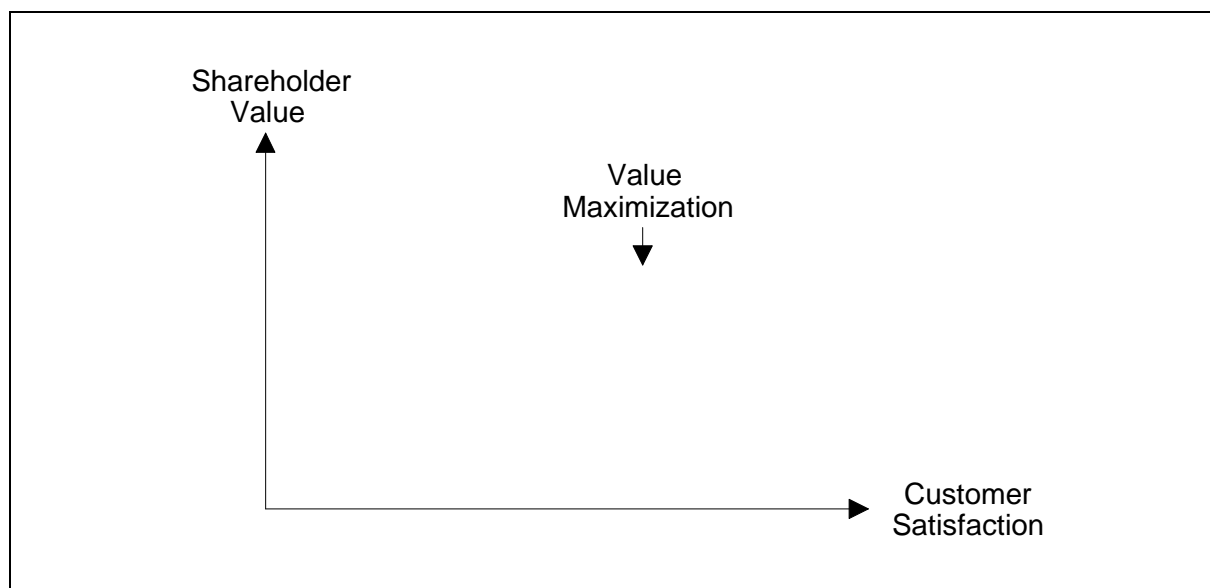 Shareholder
Value
Value
Maximization
Customer
Satisfaction